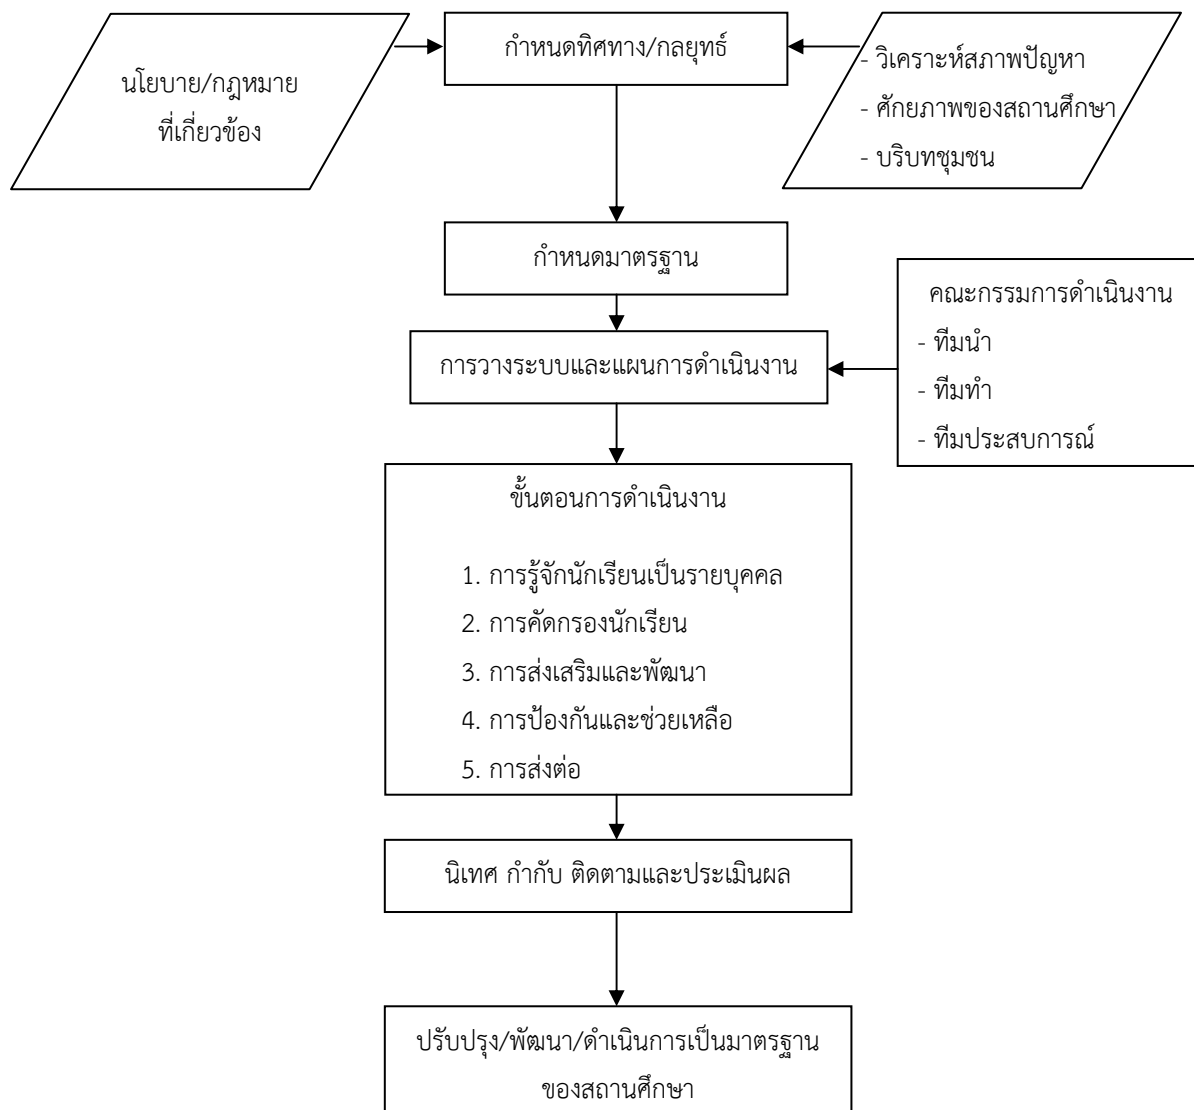 นโยบาย/กฎหมาย
ที่เกี่ยวข้อง
กำหนดทิศทาง/กลยุทธ์
- วิเคราะห์สภาพปัญหา
- ศักยภาพของสถานศึกษา
- บริบทชุมชน
กำหนดมาตรฐาน
การวางระบบและแผนการดำเนินงาน
คณะกรรมการดำเนินงาน
- ทีมนำ
- ทีมทำ
- ทีมประสบการณ์
ขั้นตอนการดำเนินงาน
1. การรู้จักนักเรียนเป็นรายบุคคล
2. การคัดกรองนักเรียน
3. การส่งเสริมและพัฒนา
4. การป้องกันและช่วยเหลือ
5. การส่งต่อ
นิเทศ กำกับ ติดตามและประเมินผล
ปรับปรุง/พัฒนา/ดำเนินการเป็นมาตรฐาน
ของสถานศึกษา